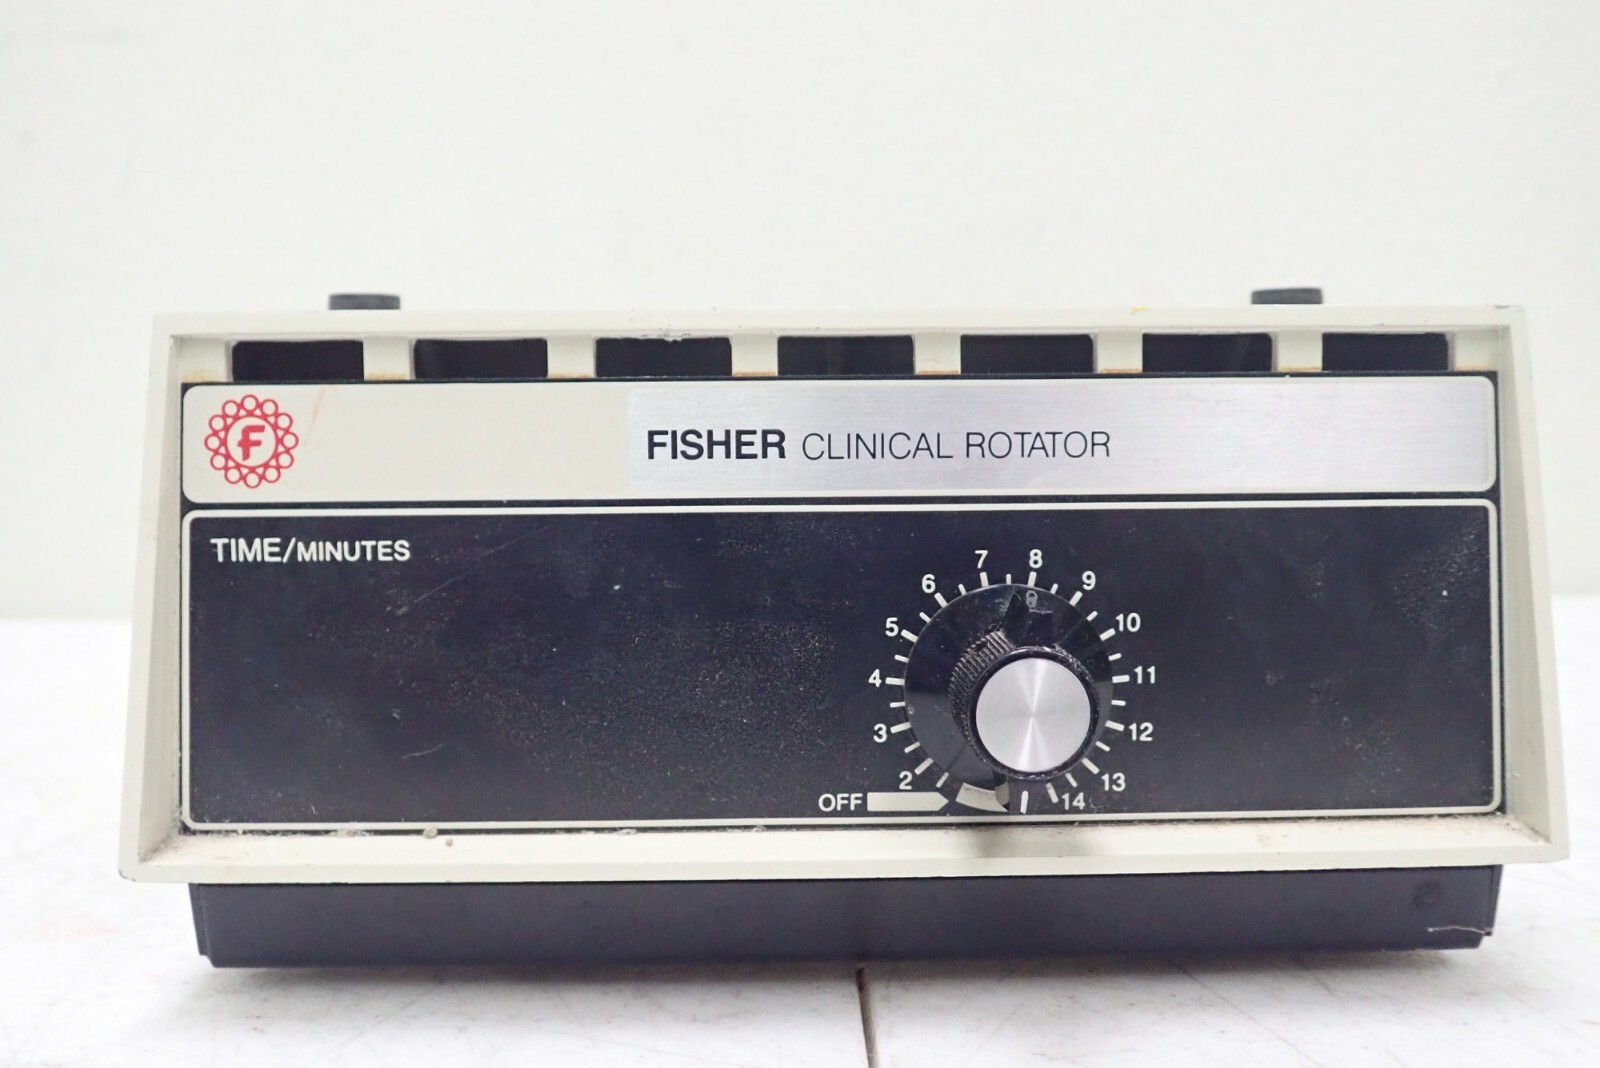 F
FISHER CLINICAL ROTATOR
TIME/MINUTES
7 8
6 9
5 10
4 11
3 12
2 13
OFF 14